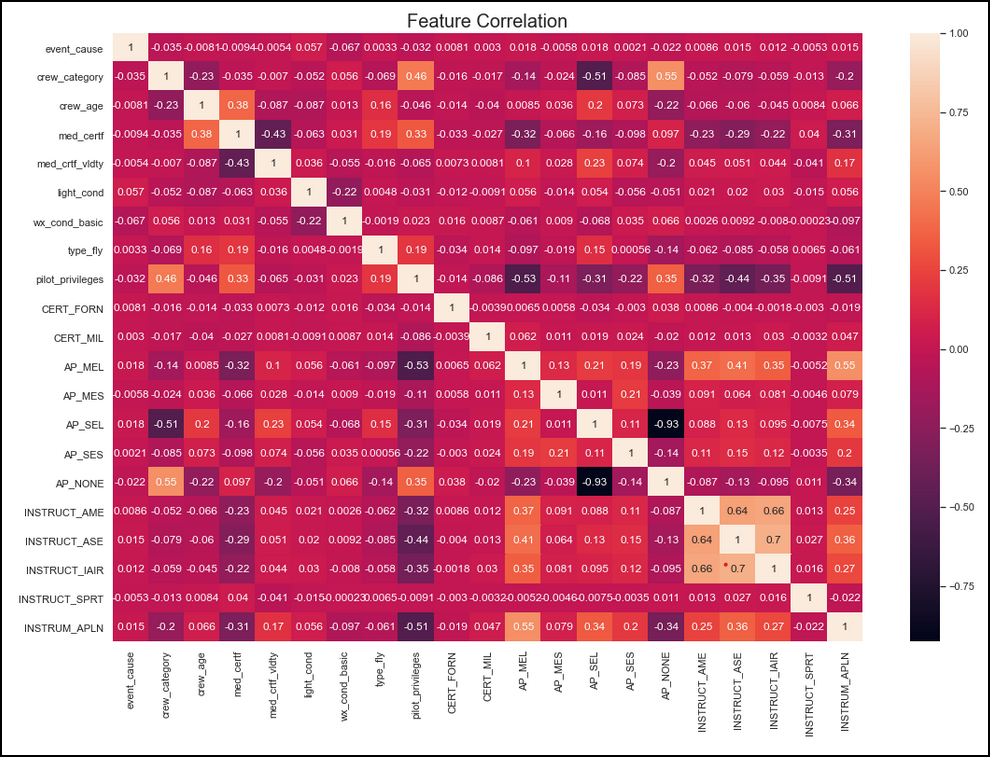 Feature Correlation
event_cause 1 -0.035 -0.0081 -0.0094 -0.0054 0.057 -0.067 0.0033 -0.032 0.0081 0.003 0.018 -0.0058 0.018 0.0021 -0.022 0.0086 0.015 0.012 -0.0053 0.015
crew_category -0.035 1 -0.23 -0.035 -0.007 -0.052 0.056 -0.069 0.46 -0.016 -0.017 -0.14 -0.024 -0.51 -0.085 0.55 -0.052 -0.079 -0.059 -0.013 -0.2
crew_age -0.0081 -0.23 1 0.38 -0.087 -0.087 0.013 0.16 -0.046 -0.014 -0.04 0.0085 0.036 0.2 0.073 -0.22 -0.066 -0.06 -0.045 0.0084 0.066
med_certf -0.0094 -0.035 0.38 1 -0.43 -0.063 0.031 0.19 0.33 -0.033 -0.027 -0.32 -0.066 -0.16 -0.098 0.097 -0.23 -0.29 -0.22 0.04 -0.31
med_crtf_vldty -0.0054 -0.007 -0.087 -0.43 1 0.036 -0.055 -0.016 -0.065 0.0073 0.0081 0.1 0.028 0.23 0.074 -0.2 0.045 0.051 0.044 -0.041 0.17
light_cond 0.057 -0.052 -0.087 -0.063 0.036 1 -0.22 0.0048 -0.031 -0.012 -0.0091 0.056 -0.014 0.054 -0.056 -0.051 0.021 0.02 0.03 -0.015 0.056
wx_cond_basic -0.067 0.056 0.013 0.031 -0.055 -0.22 1 -0.0019 0.023 0.016 0.0087 -0.061 0.009 -0.068 0.035 0.066 0.0026 0.0092 -0.008 -0.00023 -0.097
type_fly 0.0033 -0.069 0.16 0.19 -0.016 0.0048 -0.0019 1 0.19 -0.034 0.014 -0.097 -0.019 0.15 0.00056 -0.14 -0.062 -0.085 -0.058 0.0065 -0.061
pilot_privileges -0.032 0.46 -0.046 0.33 -0.065 -0.031 0.023 0.19 1 -0.014 -0.086 -0.53 -0.11 -0.31 -0.22 0.35 -0.32 -0.44 -0.35 -0.0091 -0.51
CERT_FORN 0.0081 -0.016 -0.014 -0.033 0.0073 -0.012 0.016 -0.034 -0.014 1 -0.0039 0.0065 0.0058 -0.034 -0.003 0.038 0.0086 -0.004 -0.0018 -0.003 -0.019
CERT_MIL 0.003 -0.017 -0.04 -0.027 0.0081 -0.0091 0.0087 0.014 -0.086 -0.0039 1 0.062 0.011 0.019 0.024 -0.02 0.012 0.013 0.03 -0.0032 0.047
AP_MEL 0.018 -0.14 0.0085 -0.32 0.1 0.056 -0.061 -0.097 -0.53 0.0065 0.062 1 0.13 0.21 0.19 -0.23 0.37 0.41 0.35 -0.0052 0.55
AP_MES -0.0058 -0.024 0.036 -0.066 0.028 -0.014 0.009 -0.019 -0.11 0.0058 0.011 0.13 1 0.011 0.21 -0.039 0.091 0.064 0.081 -0.0046 0.079
AP_SEL 0.018 -0.51 0.2 -0.16 0.23 0.054 -0.068 0.15 -0.31 -0.034 0.019 0.21 0.011 1 0.11 -0.93 0.088 0.13 0.095 -0.0075 0.34
AP_SES 0.0021 -0.085 0.073 -0.098 0.074 -0.056 0.035 0.00056 -0.22 -0.003 0.024 0.19 0.21 0.11 1 -0.14 0.11 0.15 0.12 -0.0035 0.2
AP_NONE -0.022 0.55 -0.22 0.097 -0.2 -0.051 0.066 -0.14 0.35 0.038 -0.02 -0.23 -0.039 -0.93 -0.14 1 -0.087 -0.13 -0.095 0.011 -0.34
INSTRUCT_AME 0.0086 -0.052 -0.066 -0.23 0.045 0.021 0.0026 -0.062 -0.32 0.0086 0.012 0.37 0.091 0.088 0.11 -0.087 1 0.64 0.66 0.013 0.25
INSTRUCT_ASE 0.015 -0.079 -0.06 -0.29 0.051 0.02 0.0092 -0.085 -0.44 -0.004 0.013 0.41 0.064 0.13 0.15 -0.13 0.64 1 0.7 0.027 0.36
INSTRUCT_IAIR 0.012 -0.059 -0.045 -0.22 0.044 0.03 -0.008 -0.058 -0.35 -0.0018 0.03 0.35 0.081 0.095 0.12 -0.095 0.66 0.7 1 0.016 0.27
INSTRUCT_SPRT -0.0053 -0.013 0.0084 0.04 -0.041 -0.015 -0.00023 0.0065 -0.0091 -0.003 -0.0032 -0.0052 -0.0046 -0.0075 -0.0035 0.011 0.013 0.027 0.016 1 -0.022
INSTRUM_APLN 0.015 -0.2 0.066 -0.31 0.17 0.056 -0.097 -0.061 -0.51 -0.019 0.047 0.55 0.079 0.34 0.2 -0.34 0.25 0.36 0.27 -0.022 1
event_cause
crew_category
crew_age
med_certf
med_crtf_vldty
light_cond
wx_cond_basic
type_fly
pilot_privileges
CERT_FORN
CERT_MIL
AP_MEL
AP_MES
AP_SEL
AP_SES
AP_NONE
INSTRUCT_AME
INSTRUCT_ASE
INSTRUCT_IAIR
INSTRUCT_SPRT
INSTRUM_APLN
1.00
0.75
0.50
0.25
0.00
-0.25
-0.50
-0.75